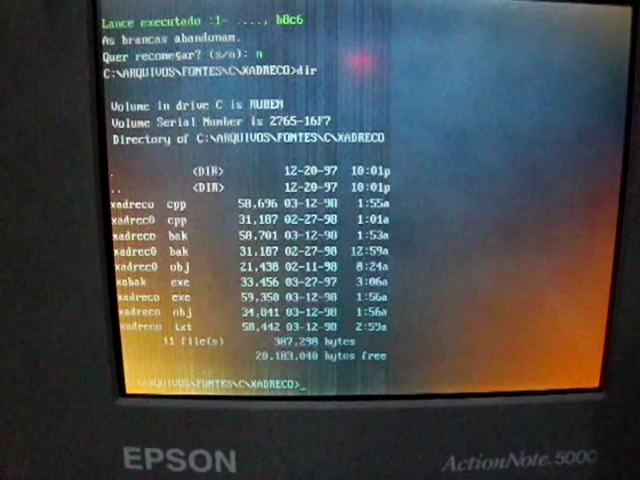 Lance executado :1- ...., b8c6
As brancas abandonam.
Quer recomeçar? (s/n): n
C:\ARQUIVOS\FONTES\C\XADRECO>dir
Volume in drive C is RUBEN
Volume Serial Number is 2765-16F7
Directory of C:\ARQUIVOS\FONTES\C\XADRECO
. <DIR> 12-20-97 10:01p
.. <DIR> 12-20-97 10:01p
xadreco cpp 58,696 03-12-98 1:55a
xadrec0 cpp 31,187 02-27-98 1:01a
xadreco bak 58,701 03-12-98 1:53a
xadrec0 bak 31,187 02-27-98 12:59a
xadrec0 obj 21,438 02-11-98 8:24a
xabak exe 33,456 03-27-97 3:06a
xadreco exe 59,350 03-12-98 1:56a
xadreco obj 34,041 03-12-98 1:56a
xadreco txt 58,442 03-12-98 2:59a
11 file(s) 387,298 bytes
20,183,040 bytes free
\ARQUIVOS\FONTES\C\XADRECO>_
EPSON
ActionNote 500C